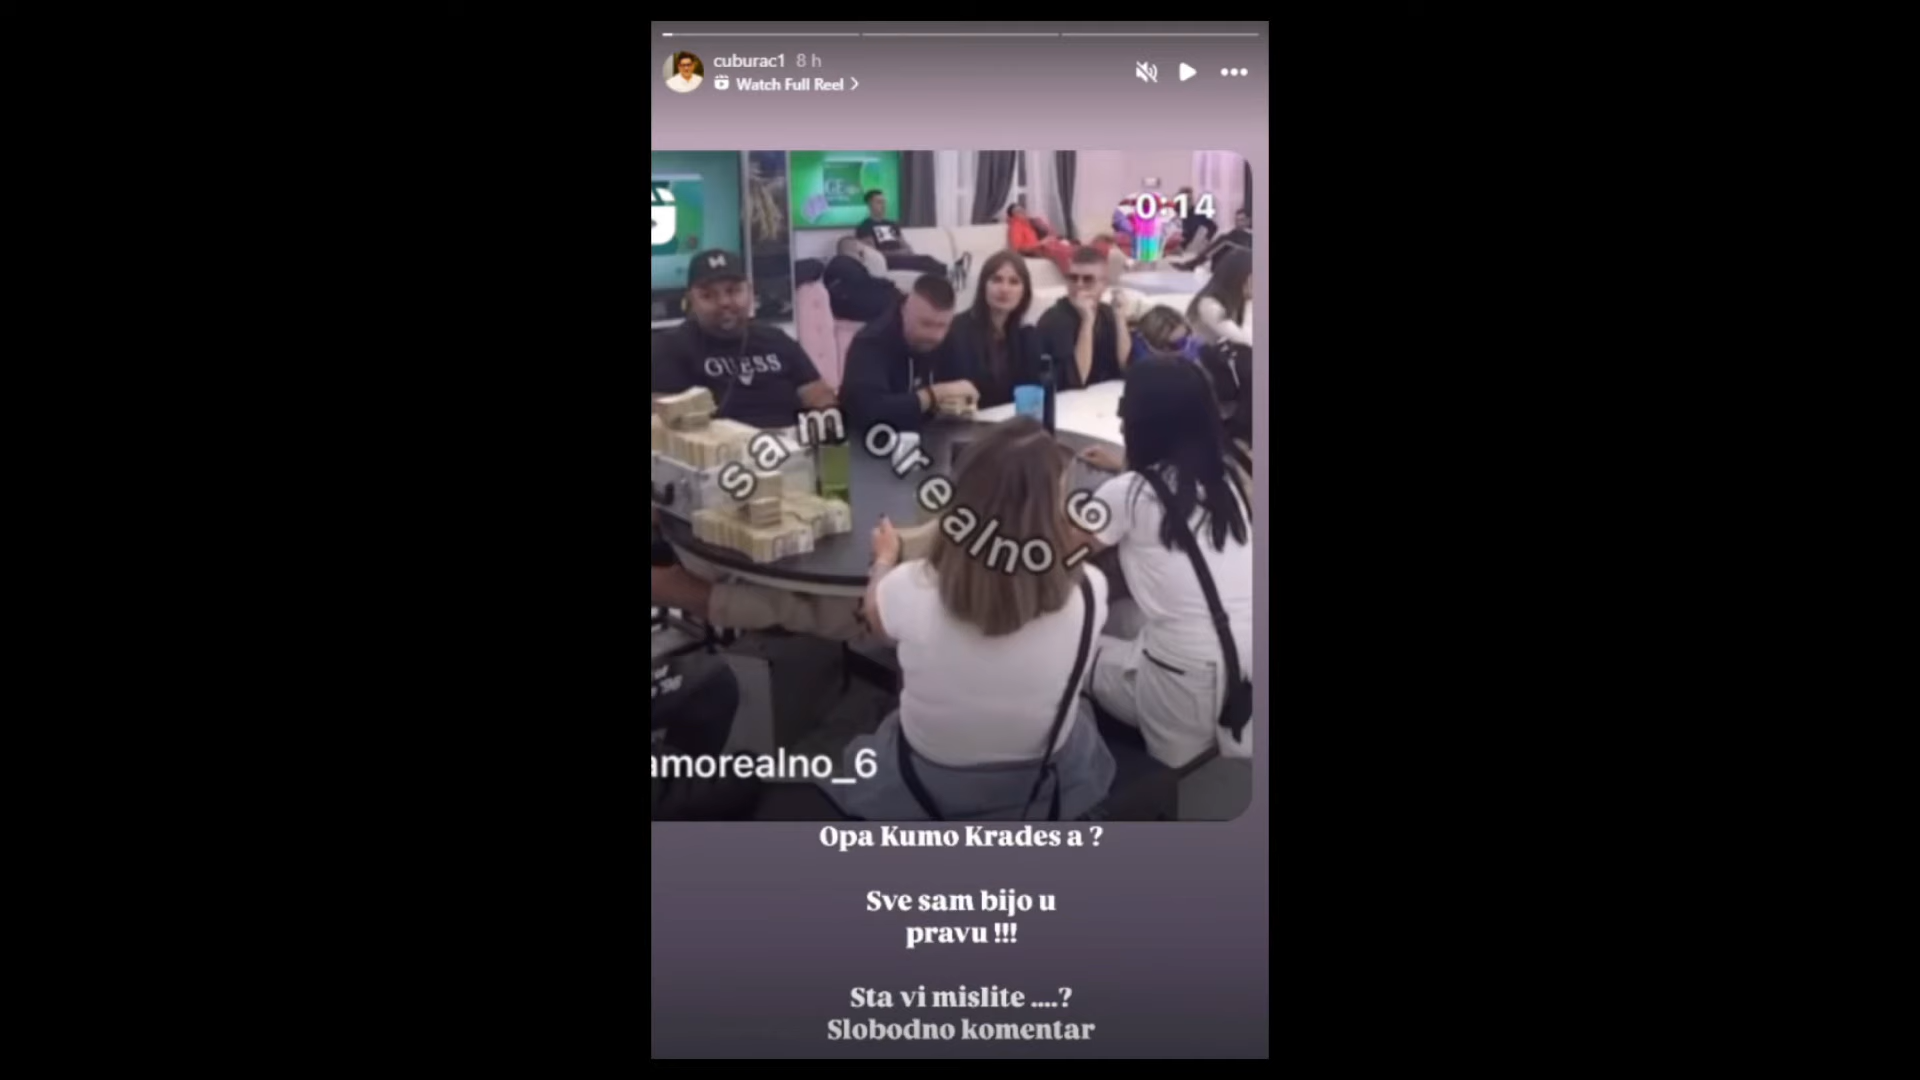 cuburac1 8 h
Watch Full Reel
GE
0:14
GUESS
samorealno_6
amorealno_6
Opa Kumo Krades a ?
Sve sam bijo u
pravu !!!
Sta vi mislite ....?
Slobodno komentar